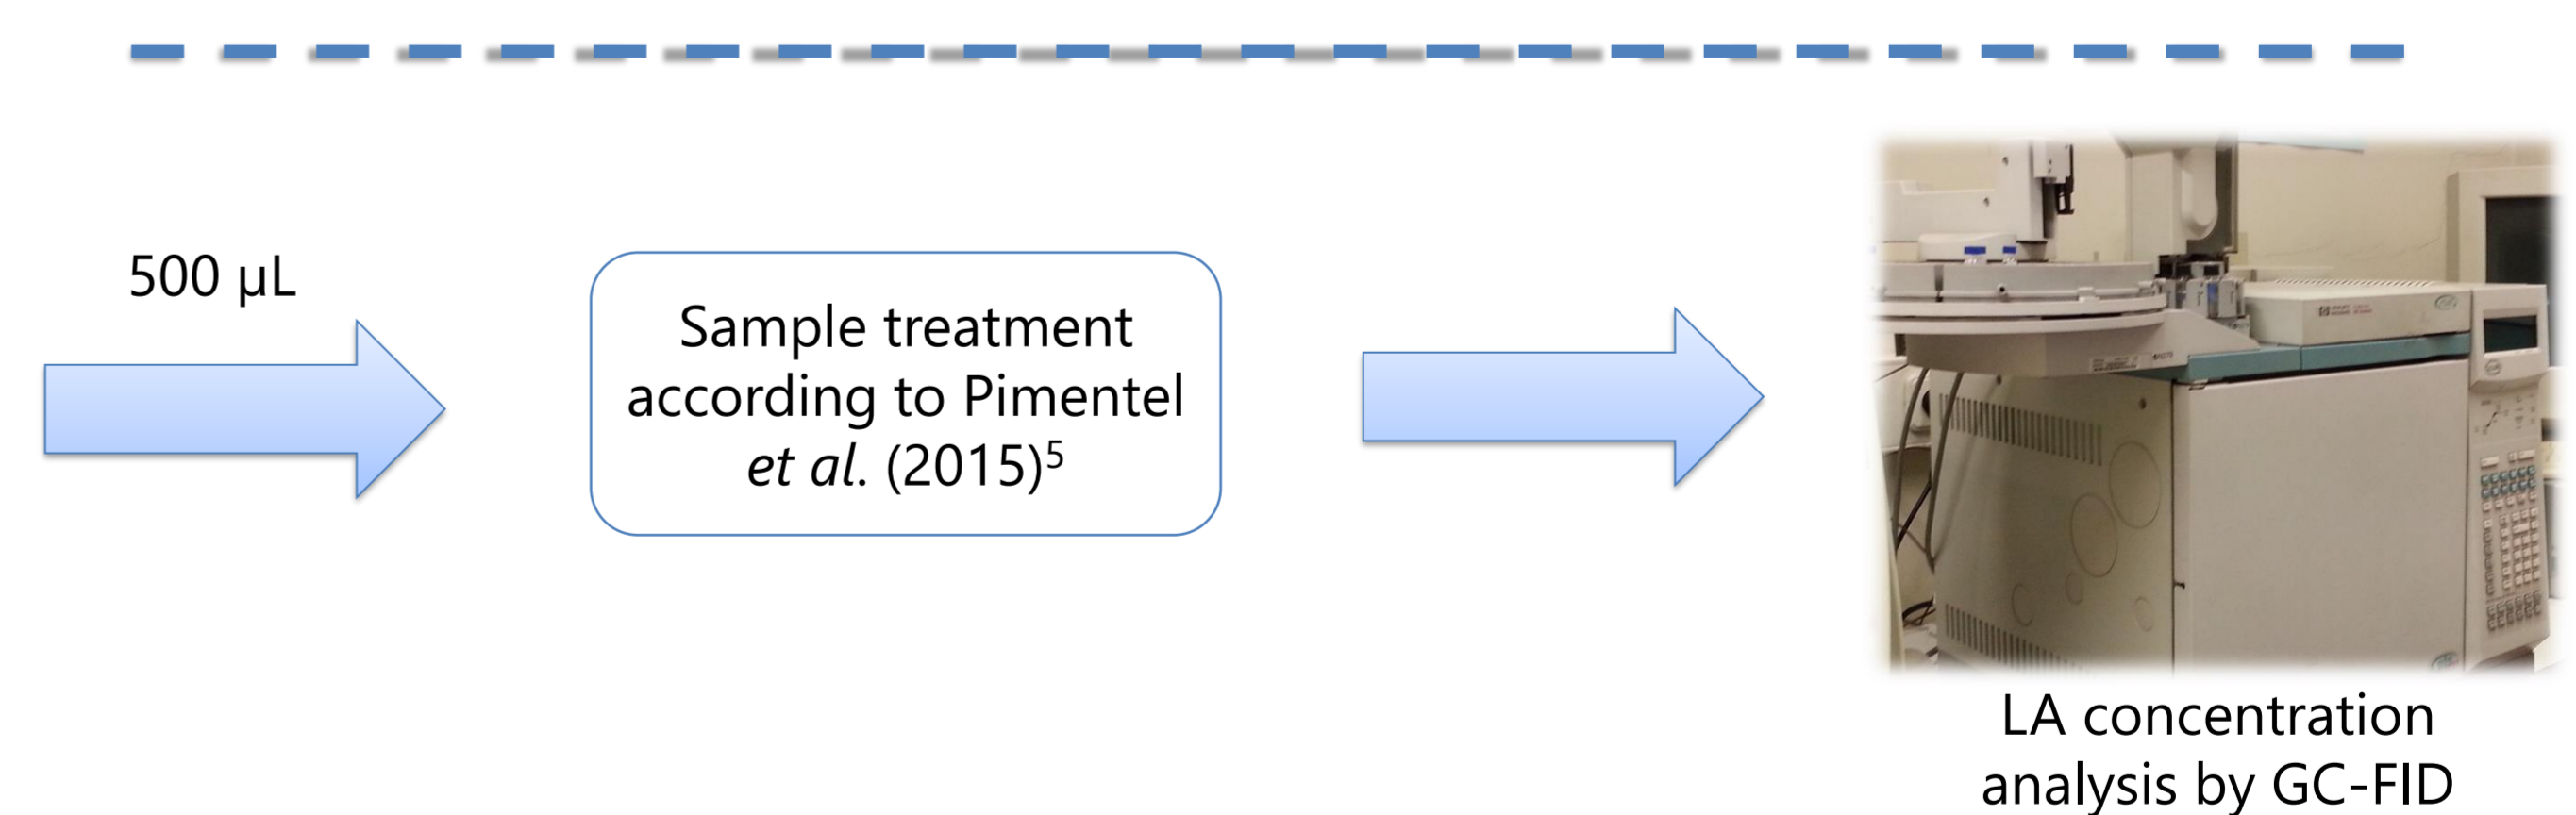 500 µL
Sample treatment
according to Pimentel
et al. (2015)⁵
LA concentration
analysis by GC-FID